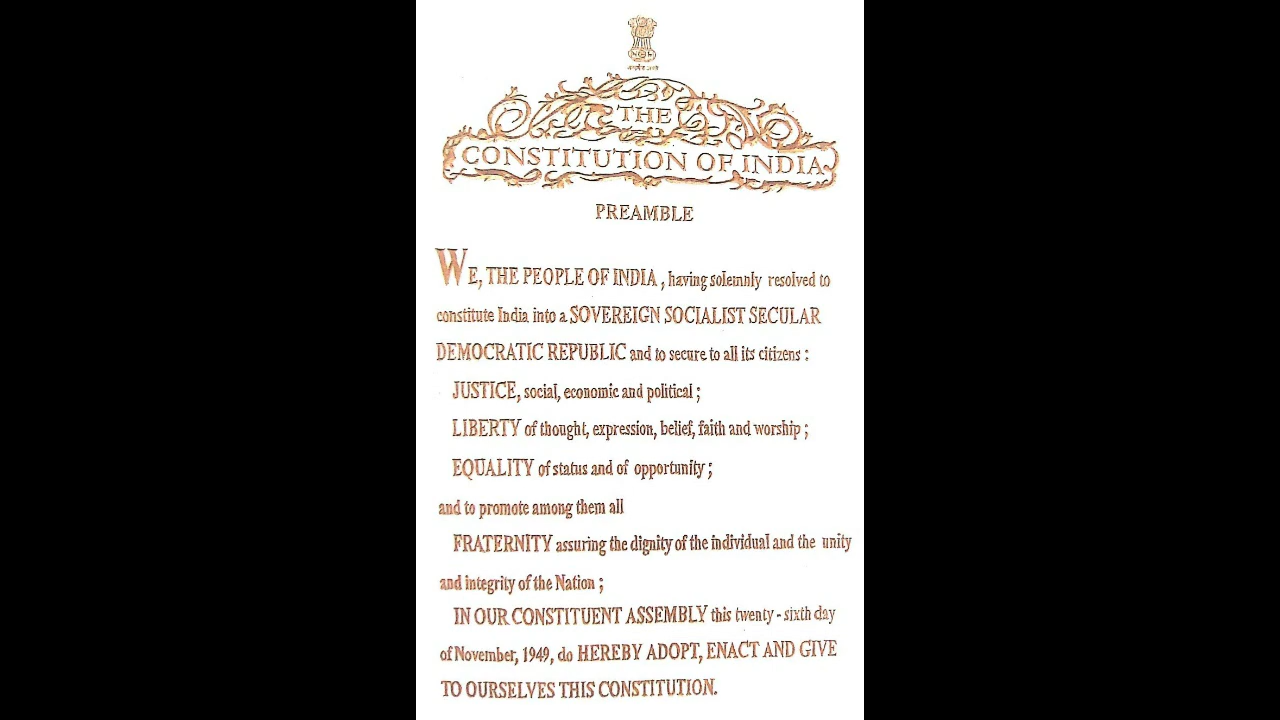 THE
CONSTITUTION OF INDIA
PREAMBLE
WE, THE PEOPLE OF INDIA , having solemnly resolved to
constitute India into a SOVEREIGN SOCIALIST SECULAR
DEMOCRATIC REPUBLIC and to secure to all its citizens :
JUSTICE, social, economic and political ;
LIBERTY of thought, expression, belief, faith and worship ;
EQUALITY of status and of opportunity ;
and to promote among them all
FRATERNITY assuring the dignity of the individual and the unity
and integrity of the Nation ;
IN OUR CONSTITUENT ASSEMBLY this twenty - sixth day
of November, 1949, do HEREBY ADOPT, ENACT AND GIVE
TO OURSELVES THIS CONSTITUTION.